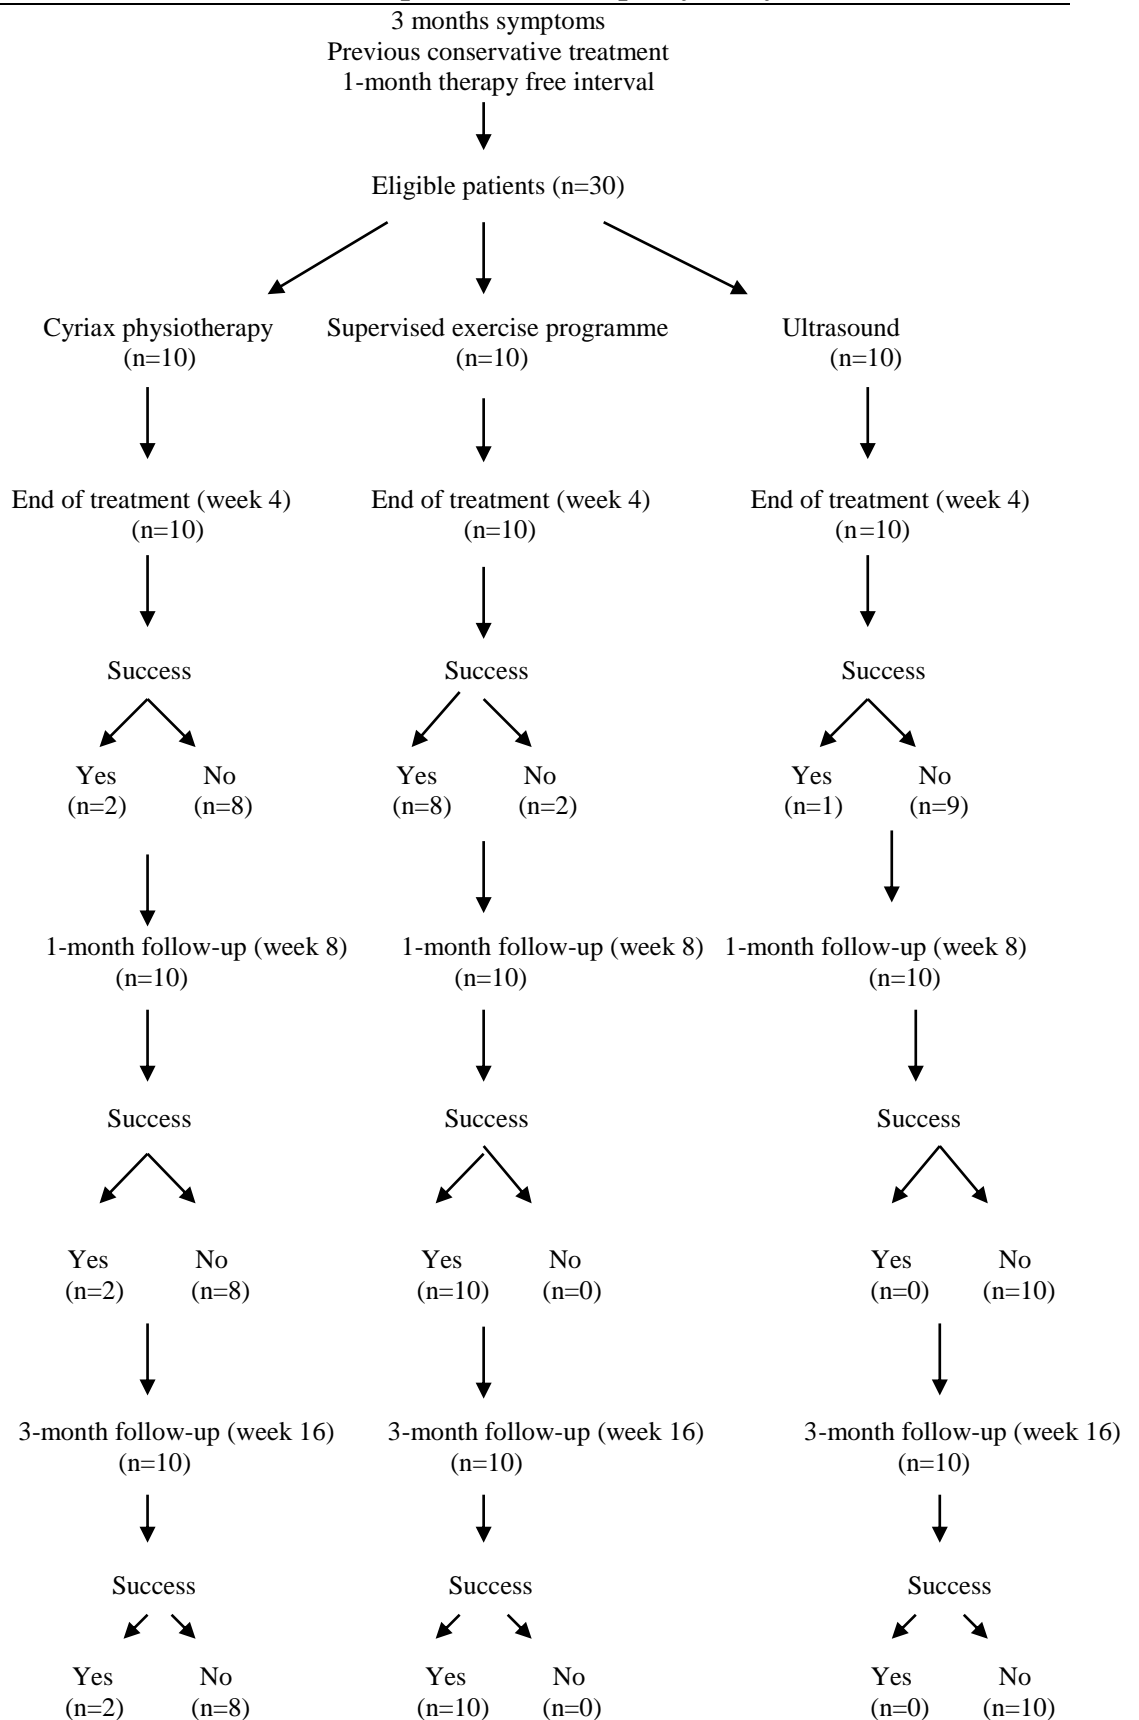 3 months symptoms
Previous conservative treatment
1-month therapy free interval
Eligible patients (n=30)
Cyriax physiotherapy Supervised exercise programme Ultrasound
(n=10) (n=10) (n=10)
End of treatment (week 4) End of treatment (week 4) End of treatment (week 4)
(n=10) (n=10) (n=10)
Success Success Success
Yes No Yes No Yes No
(n=2) (n=8) (n=8) (n=2) (n=1) (n=9)
1-month follow-up (week 8) 1-month follow-up (week 8) 1-month follow-up (week 8)
(n=10) (n=10) (n=10)
Success Success Success
Yes No Yes No Yes No
(n=2) (n=8) (n=10) (n=0) (n=0) (n=10)
3-month follow-up (week 16) 3-month follow-up (week 16) 3-month follow-up (week 16)
(n=10) (n=10) (n=10)
Success Success Success
Yes No Yes No Yes No
(n=2) (n=8) (n=10) (n=0) (n=0) (n=10)